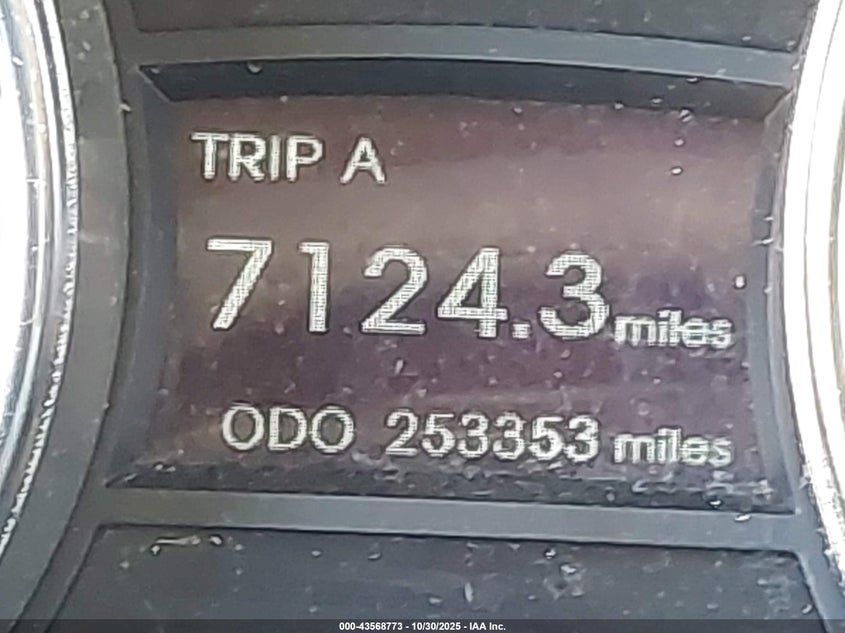 TRIP A
7124.3 miles
ODO 253353 miles
000-43568773 - 10/30/2025 - IAA Inc.